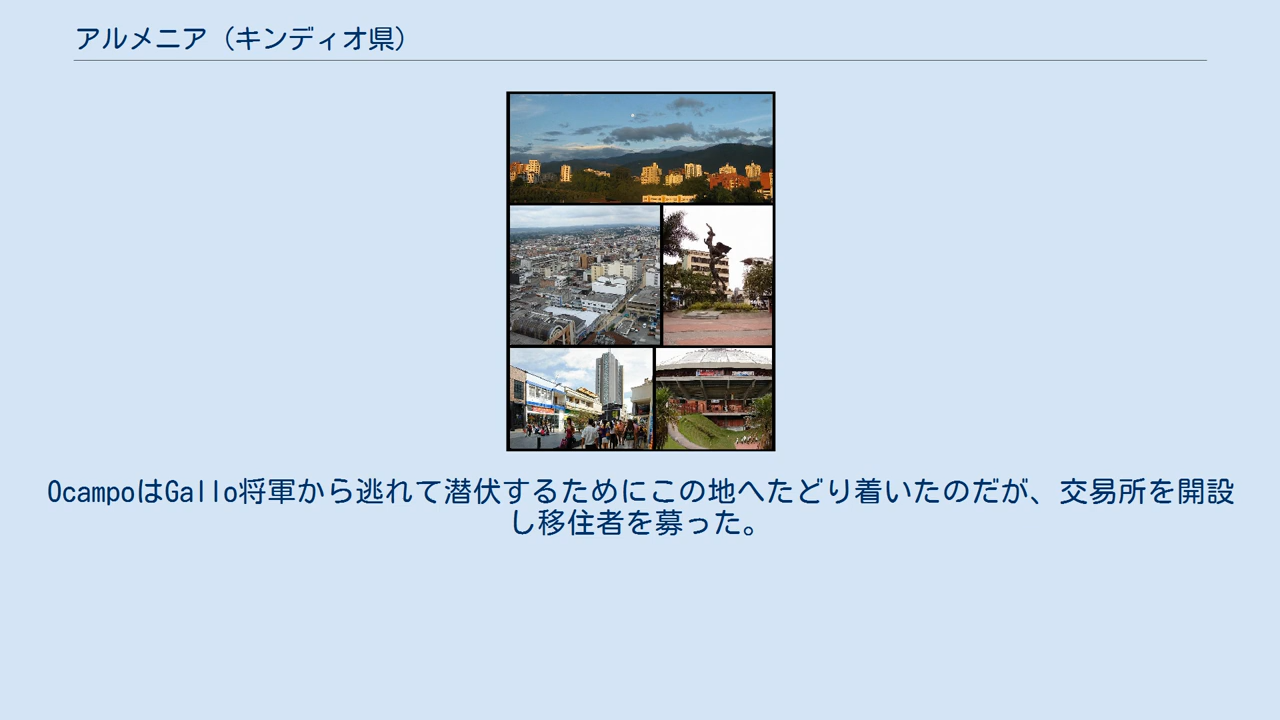 アルメニア（キンディオ県）
OcampoはGallo将軍から逃れて潜伏するためにこの地へたどり着いたのだが、交易所を開設
し移住者を募った。